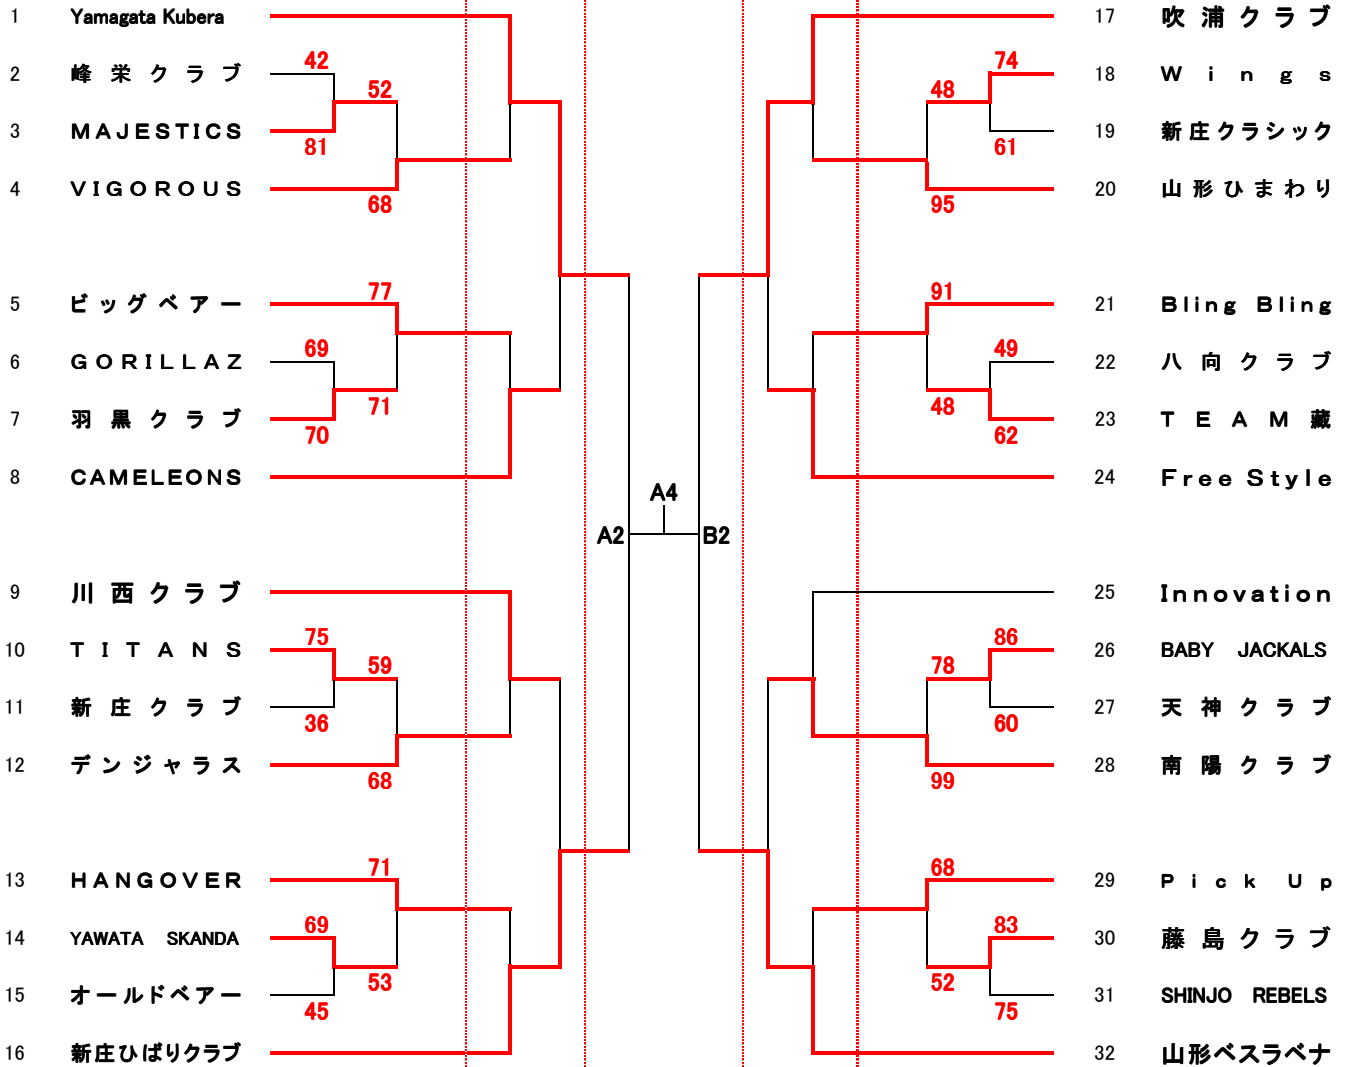 1 Yamagata Kubera
42
2 峰栄クラブ
52
3 MAJESTICS
81
4 VIGOROUS
68
77
5 ビッグベアー
69
6 GORILLAZ
71
7 羽黒クラブ
70
8 CAMELEONS
9 川西クラブ
75
10 TITANS
59
11 新庄クラブ
36
12 デンジャラス
68
71
13 HANGOVER
69
14 YAWATA SKANDA
53
15 オールドベアー
45
16 新庄ひばりクラブ
A4
A2
B2
17 吹浦クラブ
74
18 Wings
48
19 新庄クラシック
61
20 山形ひまわり
95
91
21 Bling Bling
49
22 八向クラブ
48
23 TEAM藏
62
24 Free Style
25 Innovation
86
26 BABY JACKALS
78
27 天神クラブ
60
28 南陽クラブ
99
68
29 Pick Up
83
30 藤島クラブ
52
31 SHINJO REBELS
75
32 山形ベスラベナ